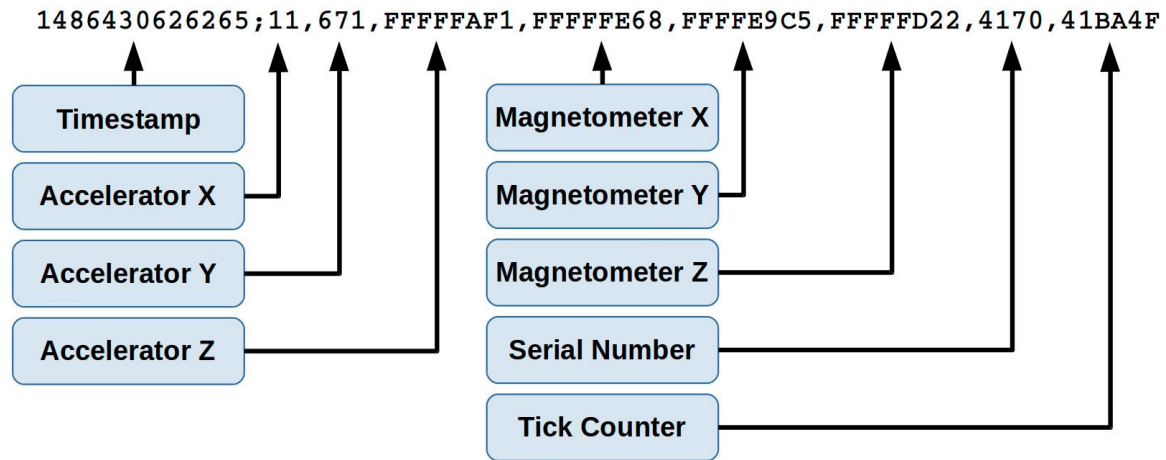 1486430626265;11,671,FFFFFAF1,FFFFFE68,FFFFE9C5,FFFFFD22,4170,41BA4F
Timestamp
Accelerator X
Accelerator Y
Accelerator Z
Magnetometer X
Magnetometer Y
Magnetometer Z
Serial Number
Tick Counter